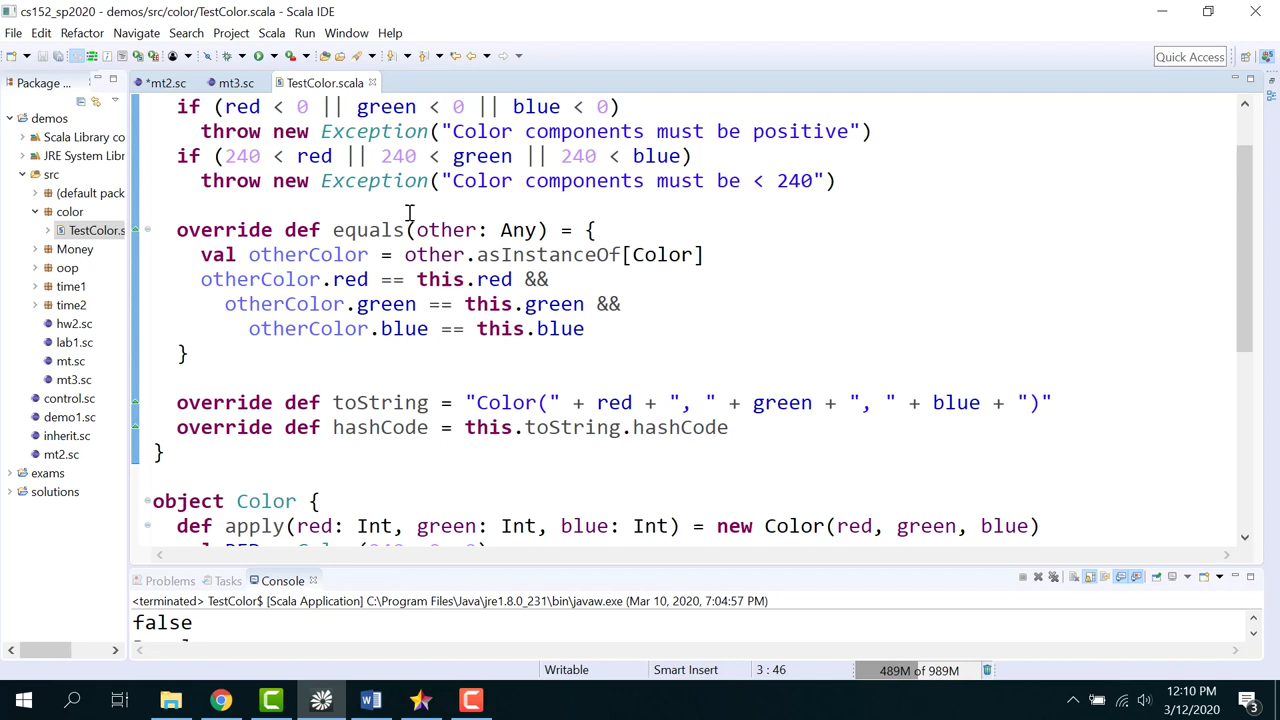 cs152_sp2020 - demos/src/color/TestColor.scala - Scala IDE
File Edit Refactor Navigate Search Project Scala Run Window Help
Quick Access
Package ...
*mt2.sc
mt3.sc
TestColor.scala
demos
Scala Library co
JRE System Libr
src
(default pack
color
TestColor.s
Money
oop
time1
time2
hw2.sc
lab1.sc
mt.sc
mt3.sc
control.sc
demo1.sc
inherit.sc
mt2.sc
exams
solutions
if (red < 0 || green < 0 || blue < 0)
throw new Exception("Color components must be positive")
if (240 < red || 240 < green || 240 < blue)
throw new Exception("Color components must be < 240")
override def equals(other: Any) = {
val otherColor = other.asInstanceOf[Color]
otherColor.red == this.red &&
otherColor.green == this.green &&
otherColor.blue == this.blue
}
override def toString = "Color(" + red + ", " + green + ", " + blue + ")"
override def hashCode = this.toString.hashCode
}
object Color {
def apply(red: Int, green: Int, blue: Int) = new Color(red, green, blue)
Problems Tasks Console
<terminated> TestColor$ [Scala Application] C:\Program Files\Java\jre1.8.0_231\bin\javaw.exe (Mar 10, 2020, 7:04:57 PM)
false
Writable Smart Insert 3 : 46 489M of 989M
12:10 PM
3/12/2020
3